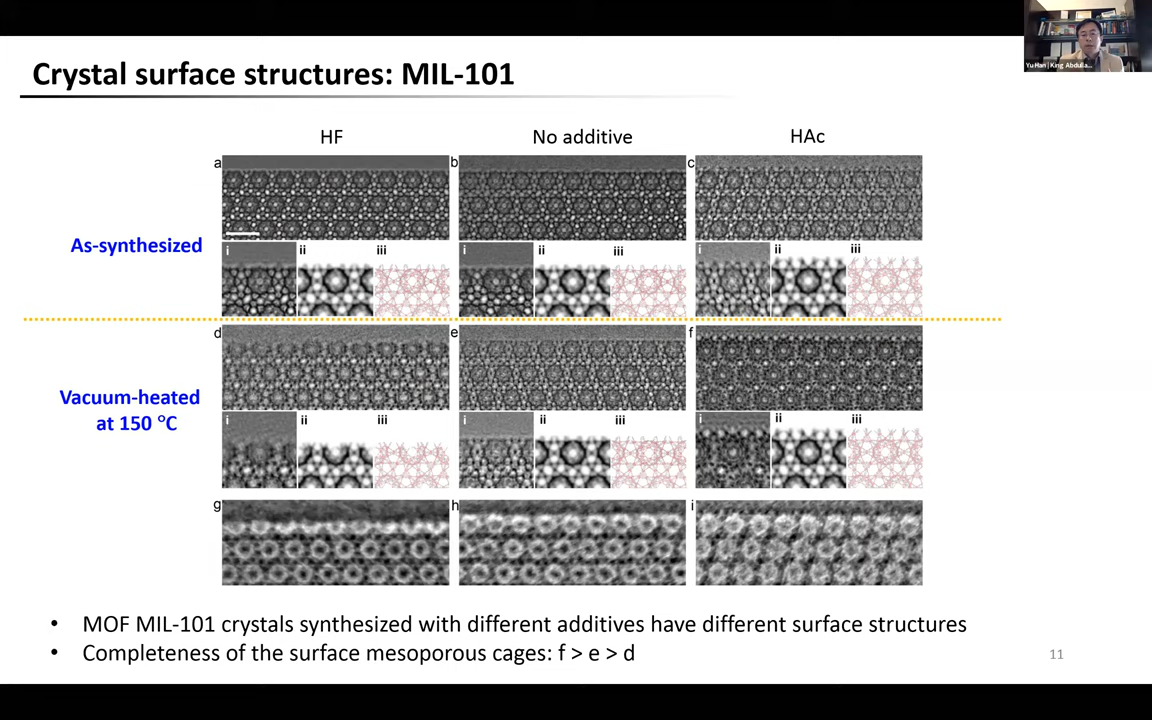 Yu Han | King Abdulla...
Crystal surface structures: MIL-101
HF
No additive
HAc
a
b
c
As-synthesized
i
ii
iii
i
ii
iii
i
ii
iii
d
e
f
Vacuum-heated
at 150 °C
i
ii
iii
i
ii
iii
i
ii
iii
g
h
i
• MOF MIL-101 crystals synthesized with different additives have different surface structures
• Completeness of the surface mesoporous cages: f > e > d
11